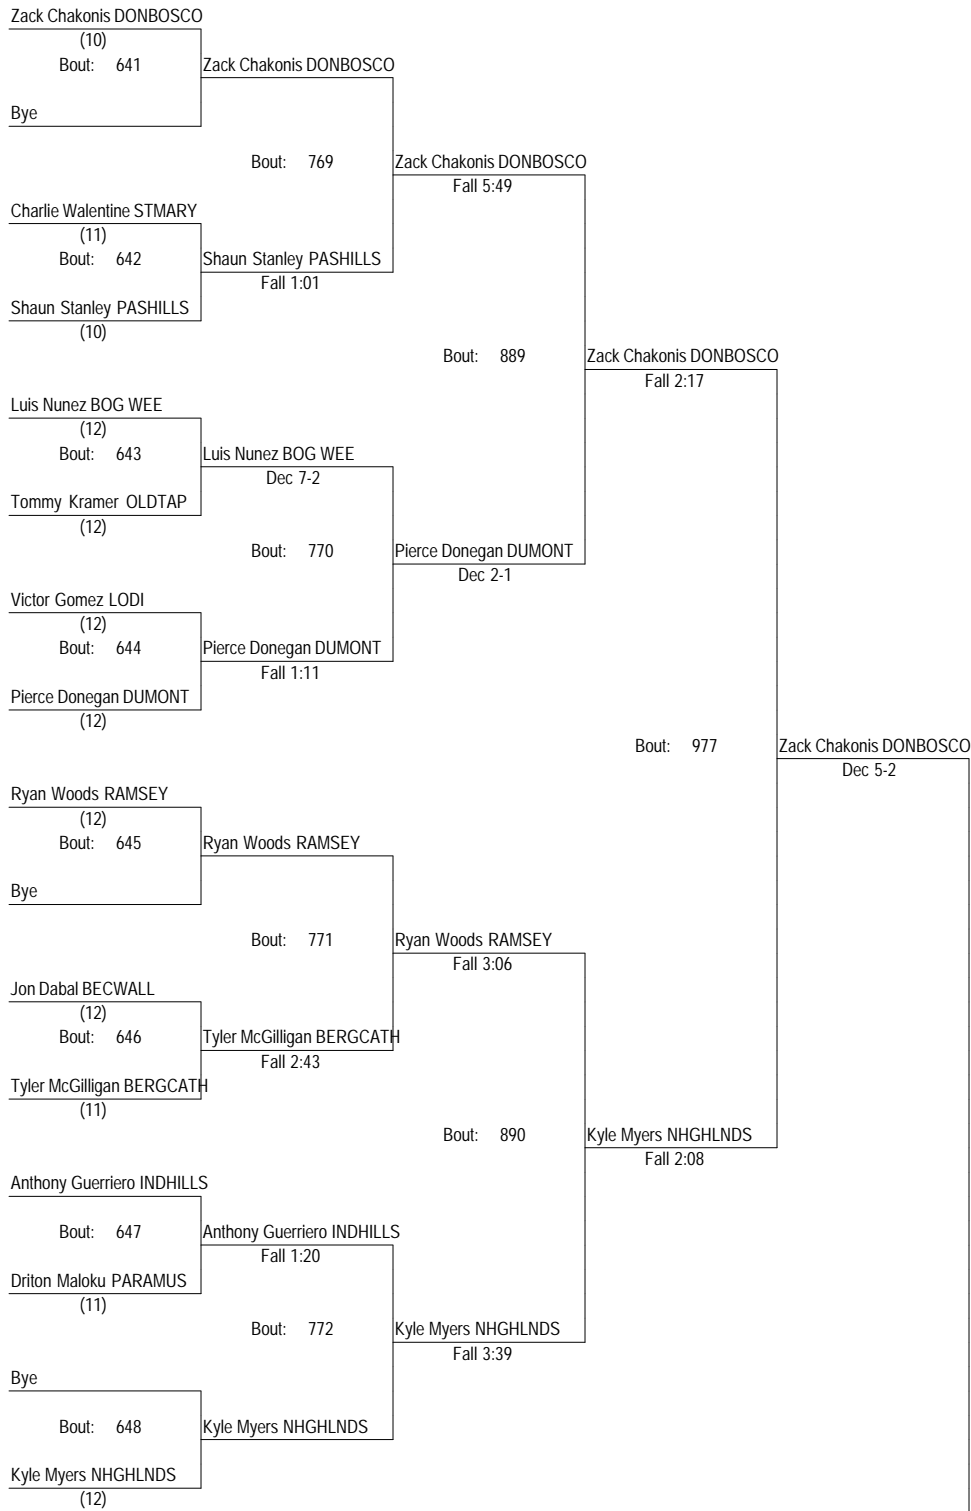 Zack Chakonis DONBOSCO
(10)
Bout: 641
Zack Chakonis DONBOSCO
Bye
Bout: 769
Zack Chakonis DONBOSCO
Fall 5:49
Charlie Walentine STMARY
(11)
Bout: 642
Shaun Stanley PASHILLS
Fall 1:01
Shaun Stanley PASHILLS
(10)
Bout: 889
Zack Chakonis DONBOSCO
Fall 2:17
Luis Nunez BOG WEE
(12)
Bout: 643
Luis Nunez BOG WEE
Dec 7-2
Tommy Kramer OLDTAP
(12)
Bout: 770
Pierce Donegan DUMONT
Dec 2-1
Victor Gomez LODI
(12)
Bout: 644
Pierce Donegan DUMONT
Fall 1:11
Pierce Donegan DUMONT
(12)
Bout: 977
Zack Chakonis DONBOSCO
Dec 5-2
Ryan Woods RAMSEY
(12)
Bout: 645
Ryan Woods RAMSEY
Bye
Bout: 771
Ryan Woods RAMSEY
Fall 3:06
Jon Dabal BECWALL
(12)
Bout: 646
Tyler McGilligan BERGCATH
Fall 2:43
Tyler McGilligan BERGCATH
(11)
Bout: 890
Kyle Myers NHGHLNDS
Fall 2:08
Anthony Guerriero INDHILLS
Bout: 647
Anthony Guerriero INDHILLS
Fall 1:20
Driton Maloku PARAMUS
(11)
Bout: 772
Kyle Myers NHGHLNDS
Fall 3:39
Bye
Bout: 648
Kyle Myers NHGHLNDS
Kyle Myers NHGHLNDS
(12)